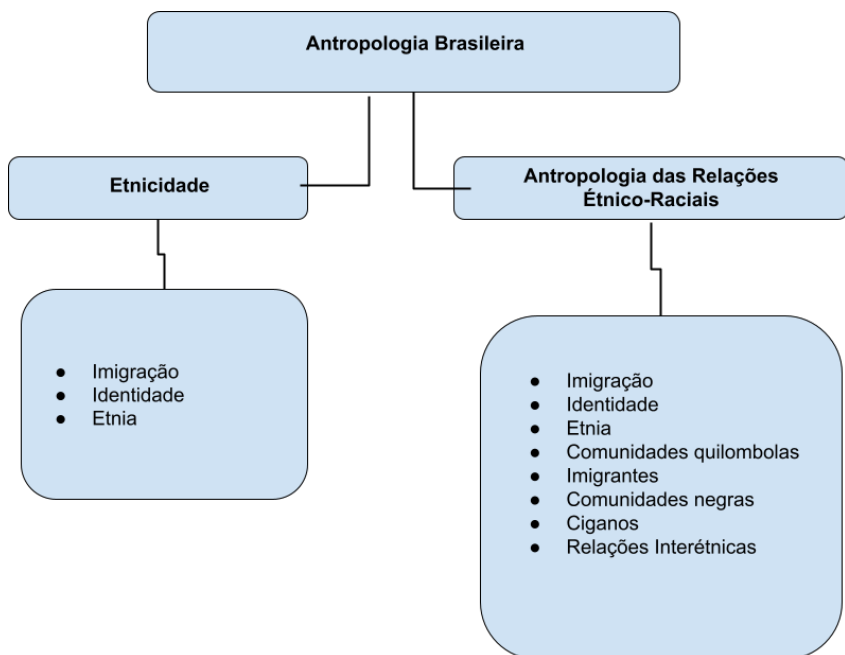 Antropologia Brasileira
Etnicidade
Antropologia das Relações
Étnico-Raciais
● Imigração
● Identidade
● Etnia
● Imigração
● Identidade
● Etnia
● Comunidades quilombolas
● Imigrantes
● Comunidades negras
● Ciganos
● Relações Interétnicas